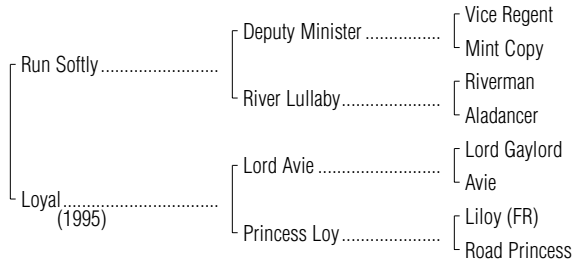 Vice Regent
Deputy Minister ..................
Mint Copy
Run Softly ............................
Riverman
River Lullaby.......................
Aladancer
Lord Gaylord
Lord Avie ............................
Avie
Loyal.....................................
(1995)
Liloy (FR)
Princess Loy.......................
Road Princess